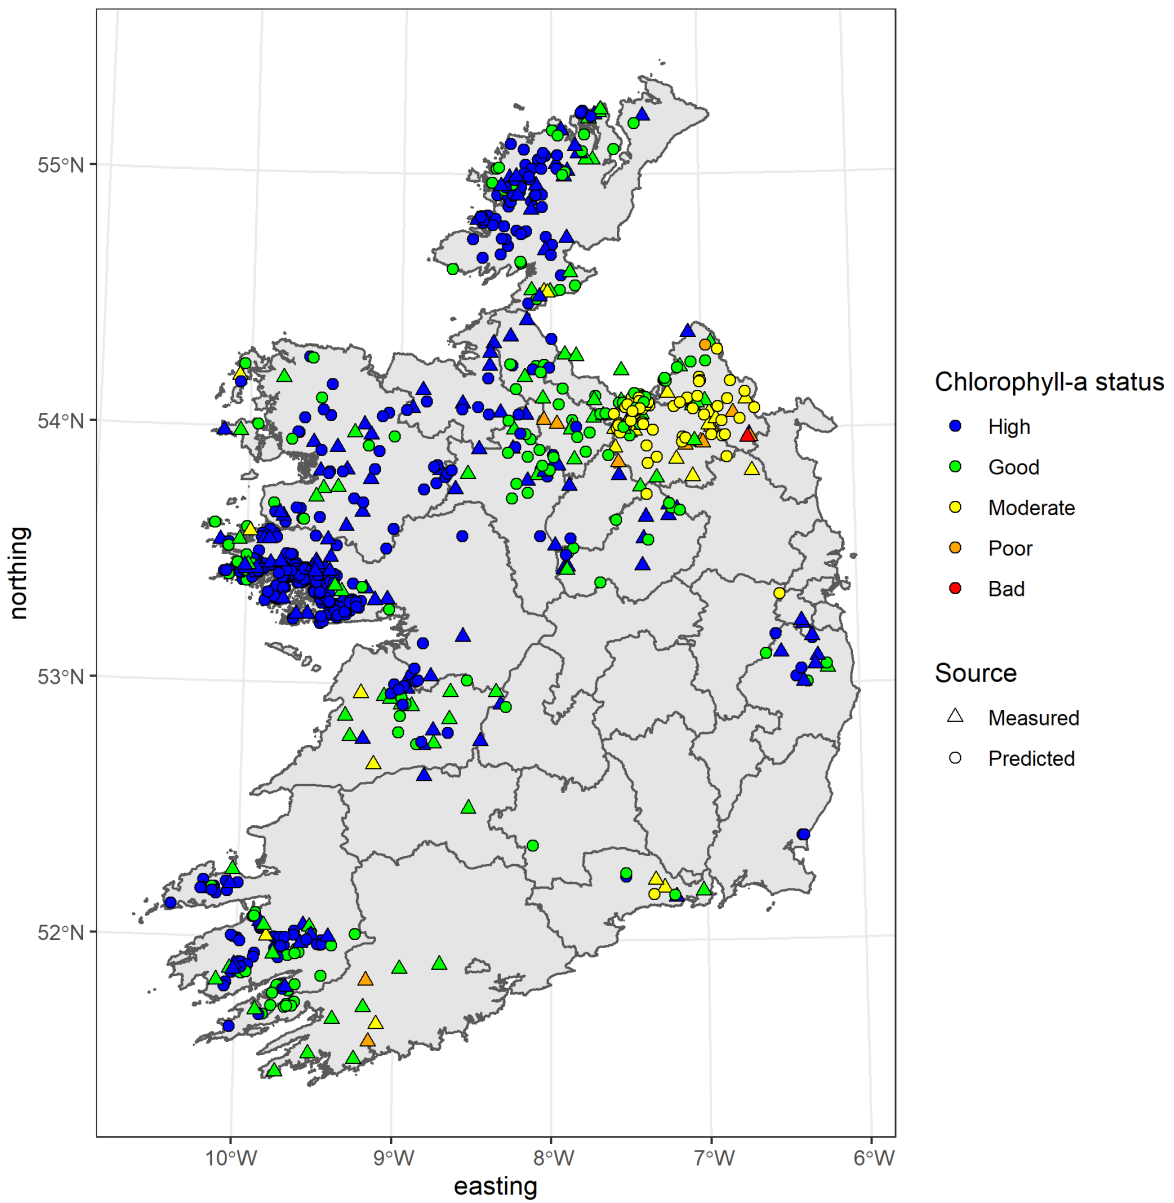 55°N
54°N
53°N
52°N
10°W
9°W
8°W
7°W
6°W
easting
northing
Chlorophyll-a status
High
Good
Moderate
Poor
Bad
Source
Measured
Predicted